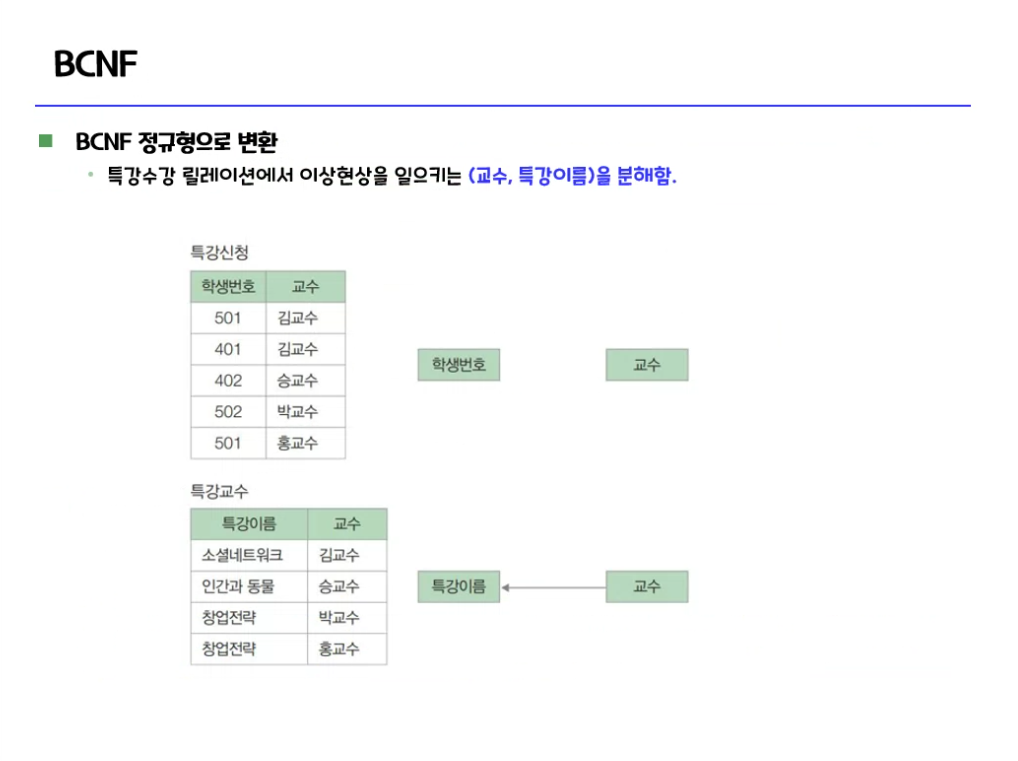 BCNF
BCNF 정규형으로 변환
특강수강 릴레이션에서 이상현상을 일으키는 (교수, 특강이름)을 분해함.
특강신청
학생번호 교수
501 김교수
401 김교수
402 승교수
502 박교수
501 홍교수
학생번호 교수
특강교수
특강이름 교수
소셜네트워크 김교수
인간과 동물 승교수
창업전략 박교수
창업전략 홍교수
특강이름 교수